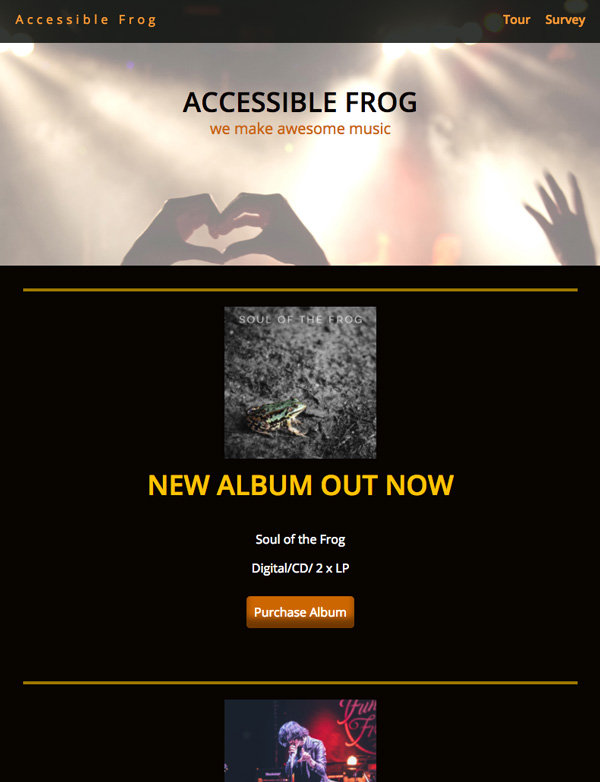 Accessible Frog
Tour Survey
ACCESSIBLE FROG
we make awesome music
SOUL OF THE FROG
NEW ALBUM OUT NOW
Soul of the Frog
Digital/CD/ 2 x LP
Purchase Album